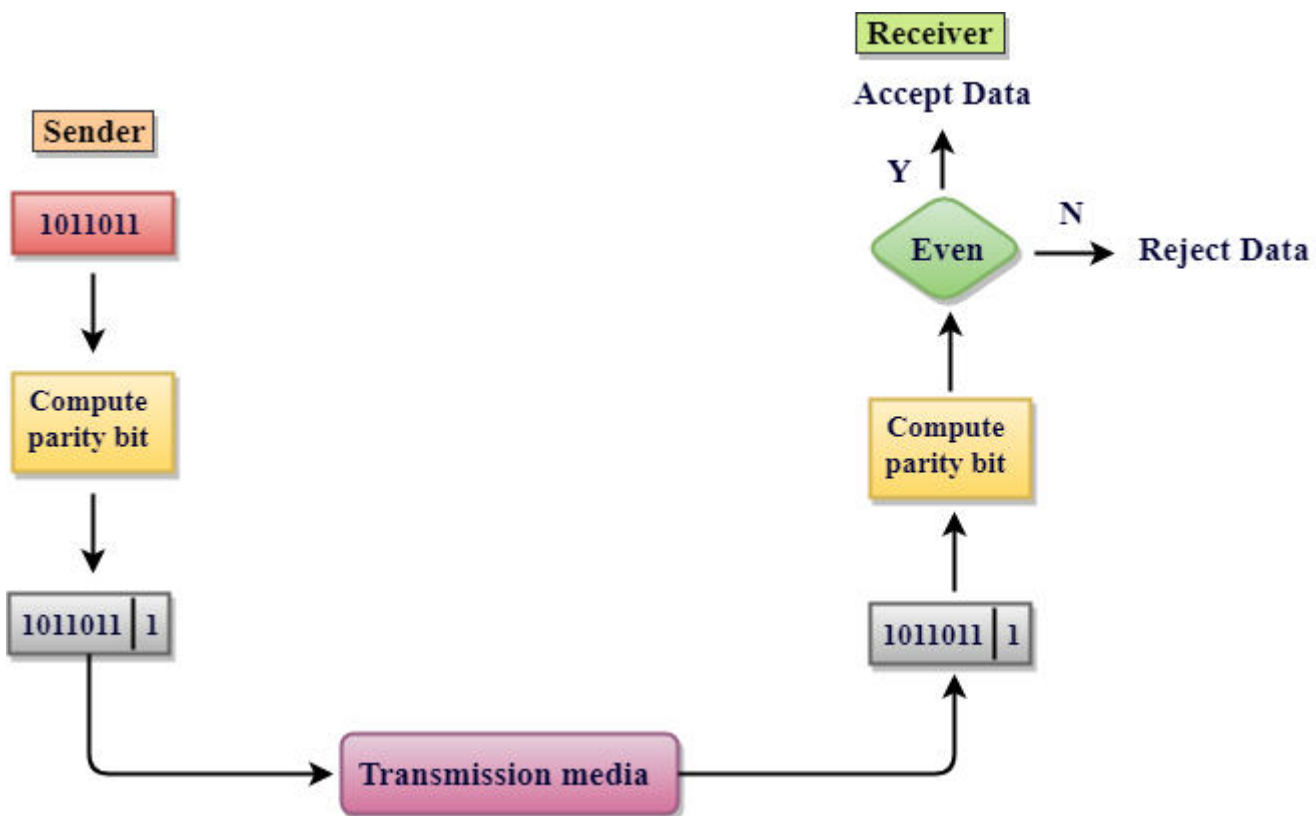 Sender
1011011
Compute
parity bit
1011011 | 1
Transmission media
Receiver
Accept Data
Y
Even
N
Reject Data
Compute
parity bit
1011011 | 1